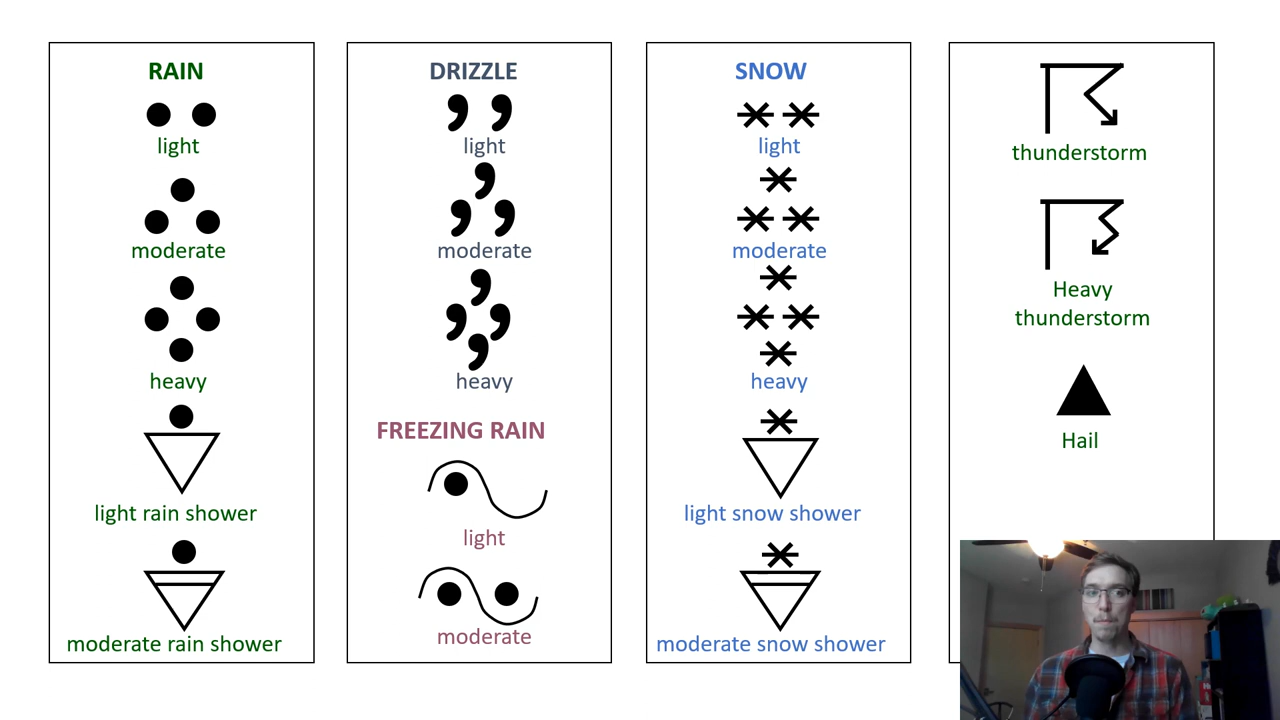 RAIN
light
moderate
heavy
light rain shower
moderate rain shower
DRIZZLE
light
moderate
heavy
FREEZING RAIN
light
moderate
SNOW
light
moderate
heavy
light snow shower
moderate snow shower
thunderstorm
Heavy
thunderstorm
Hail